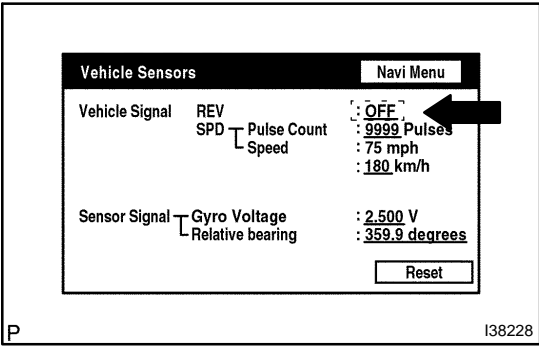 Vehicle Sensors Navi Menu
Vehicle Signal REV : OFF
SPD Pulse Count : 9999 Pulses
Speed : 75 mph
: 180 km/h
Sensor Signal Gyro Voltage : 2.500 V
Relative bearing : 359.9 degrees
Reset
P I38228